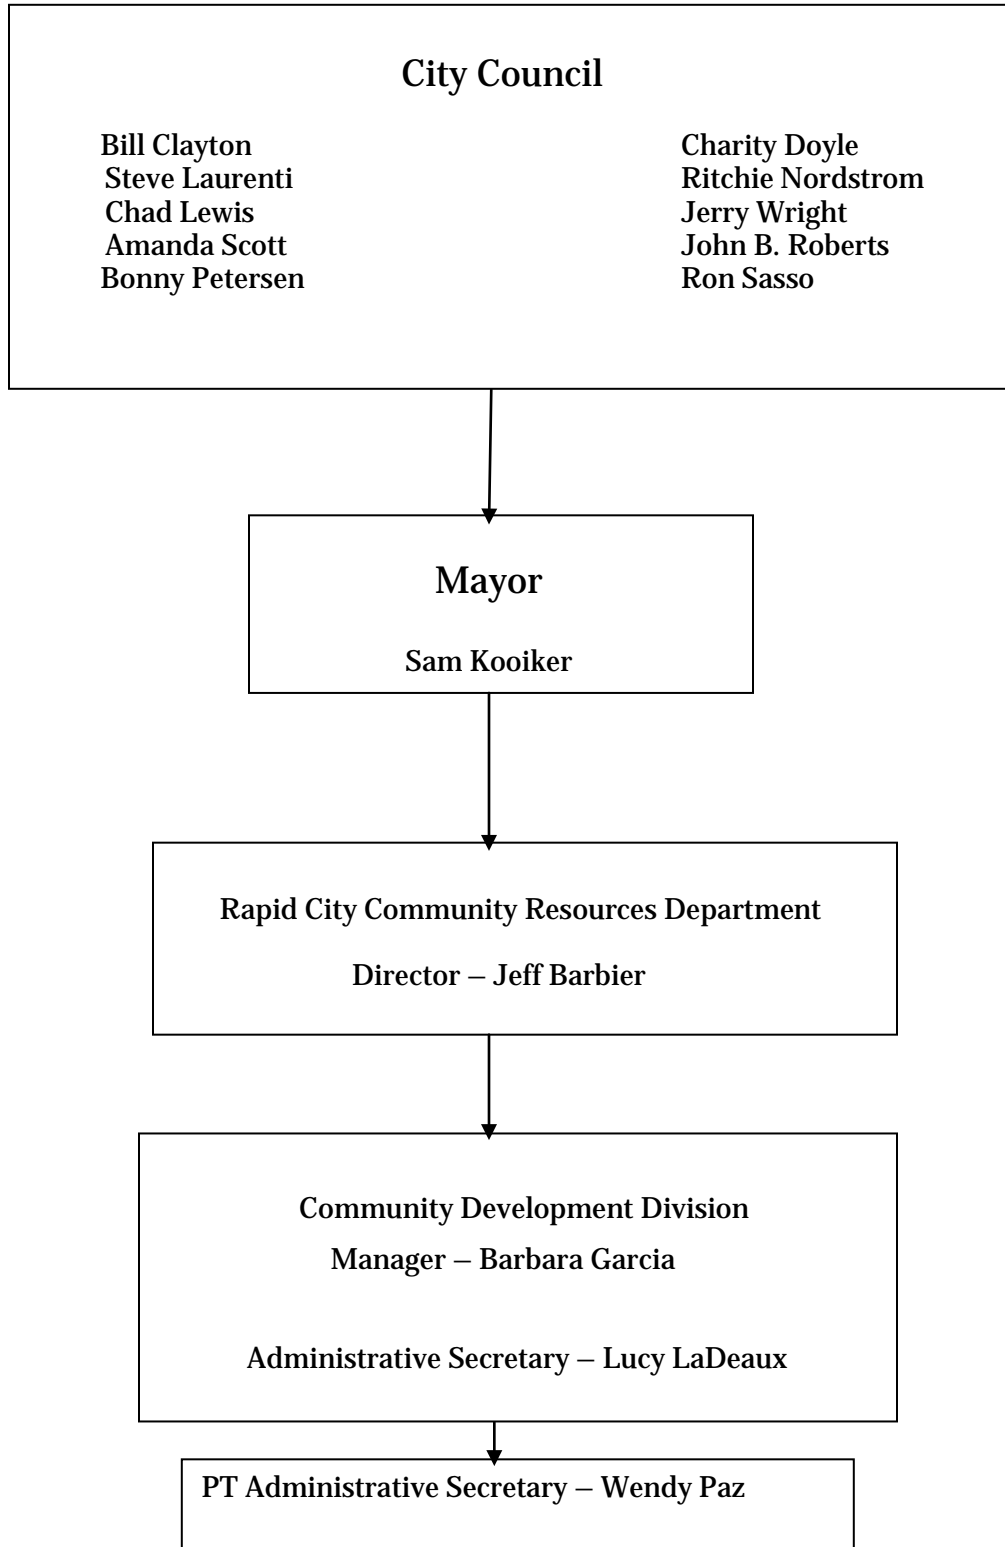 City Council
Bill Clayton
Steve Laurenti
Chad Lewis
Amanda Scott
Bonny Petersen
Charity Doyle
Ritchie Nordstrom
Jerry Wright
John B. Roberts
Ron Sasso
Mayor
Sam Kooiker
Rapid City Community Resources Department
Director – Jeff Barbier
Community Development Division
Manager – Barbara Garcia
Administrative Secretary – Lucy LaDeaux
PT Administrative Secretary – Wendy Paz